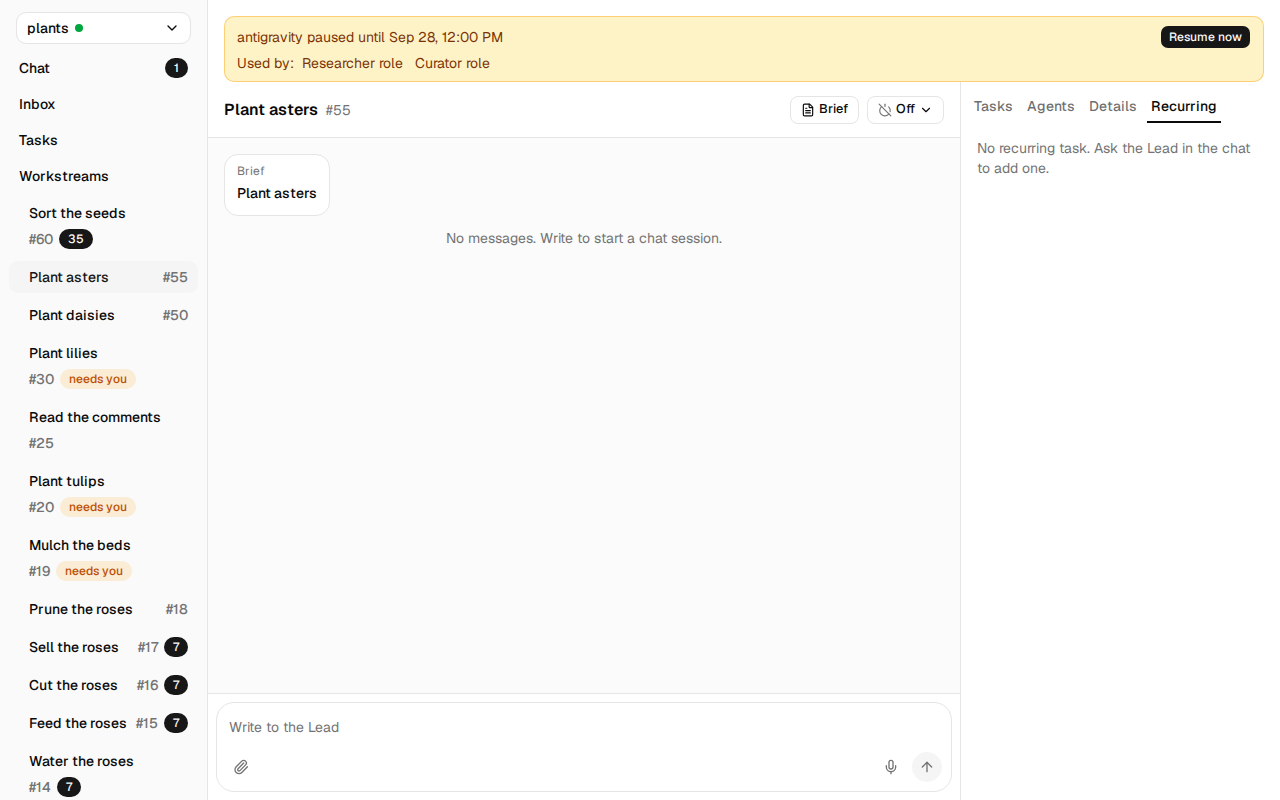 plants
Chat 1
Inbox
Tasks
Workstreams
Sort the seeds
#60 35
Plant asters #55
Plant daisies #50
Plant lilies
#30 needs you
Read the comments
#25
Plant tulips
#20 needs you
Mulch the beds
#19 needs you
Prune the roses #18
Sell the roses #17 7
Cut the roses #16 7
Feed the roses #15 7
Water the roses
#14 7
antigravity paused until Sep 28, 12:00 PM
Resume now
Used by: Researcher role Curator role
Plant asters #55
Brief
Off
Brief
Plant asters
No messages. Write to start a chat session.
Write to the Lead
Tasks Agents Details Recurring
No recurring task. Ask the Lead in the chat
to add one.